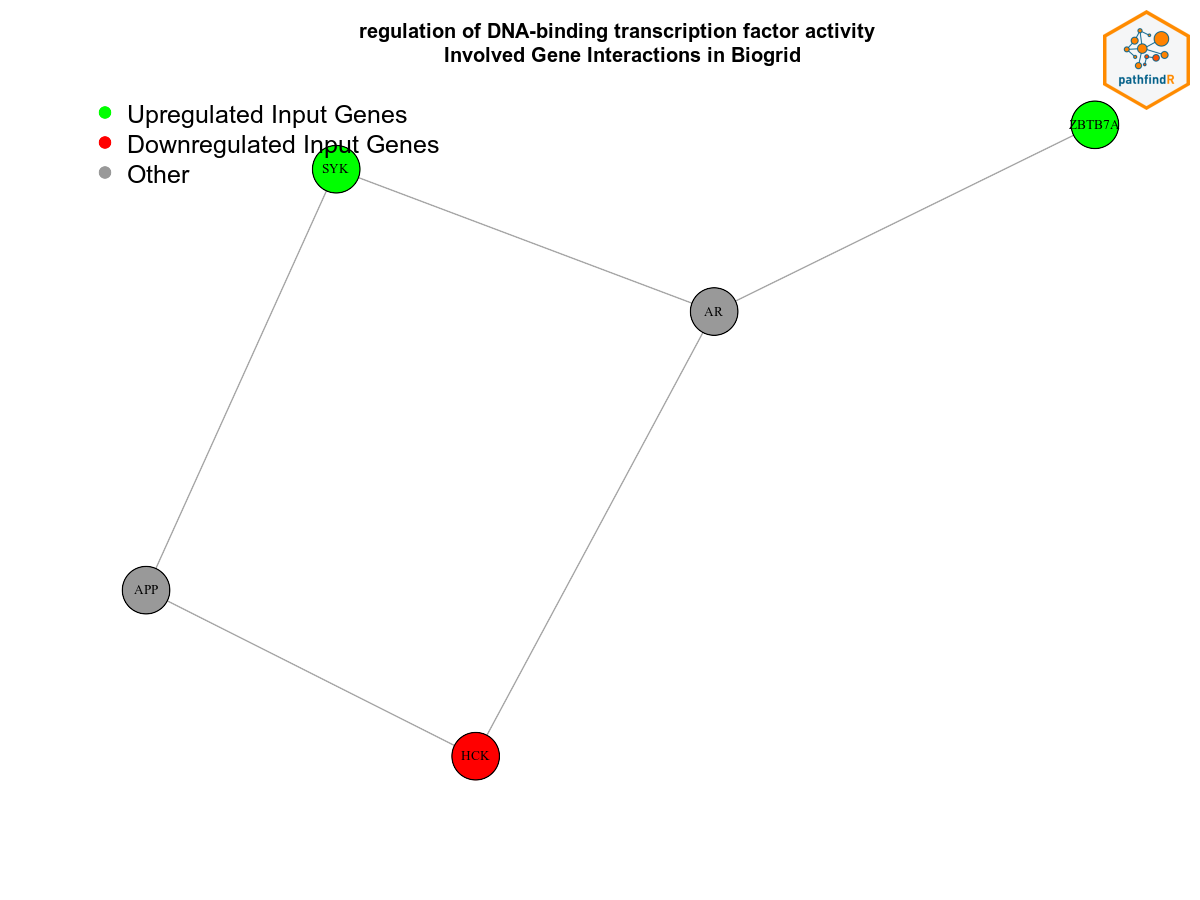 regulation of DNA-binding transcription factor activity
Involved Gene Interactions in Biogrid
pathfindR
Upregulated Input Genes
Downregulated Input Genes
Other
ZBTB7A
SYK
AR
APP
HCK